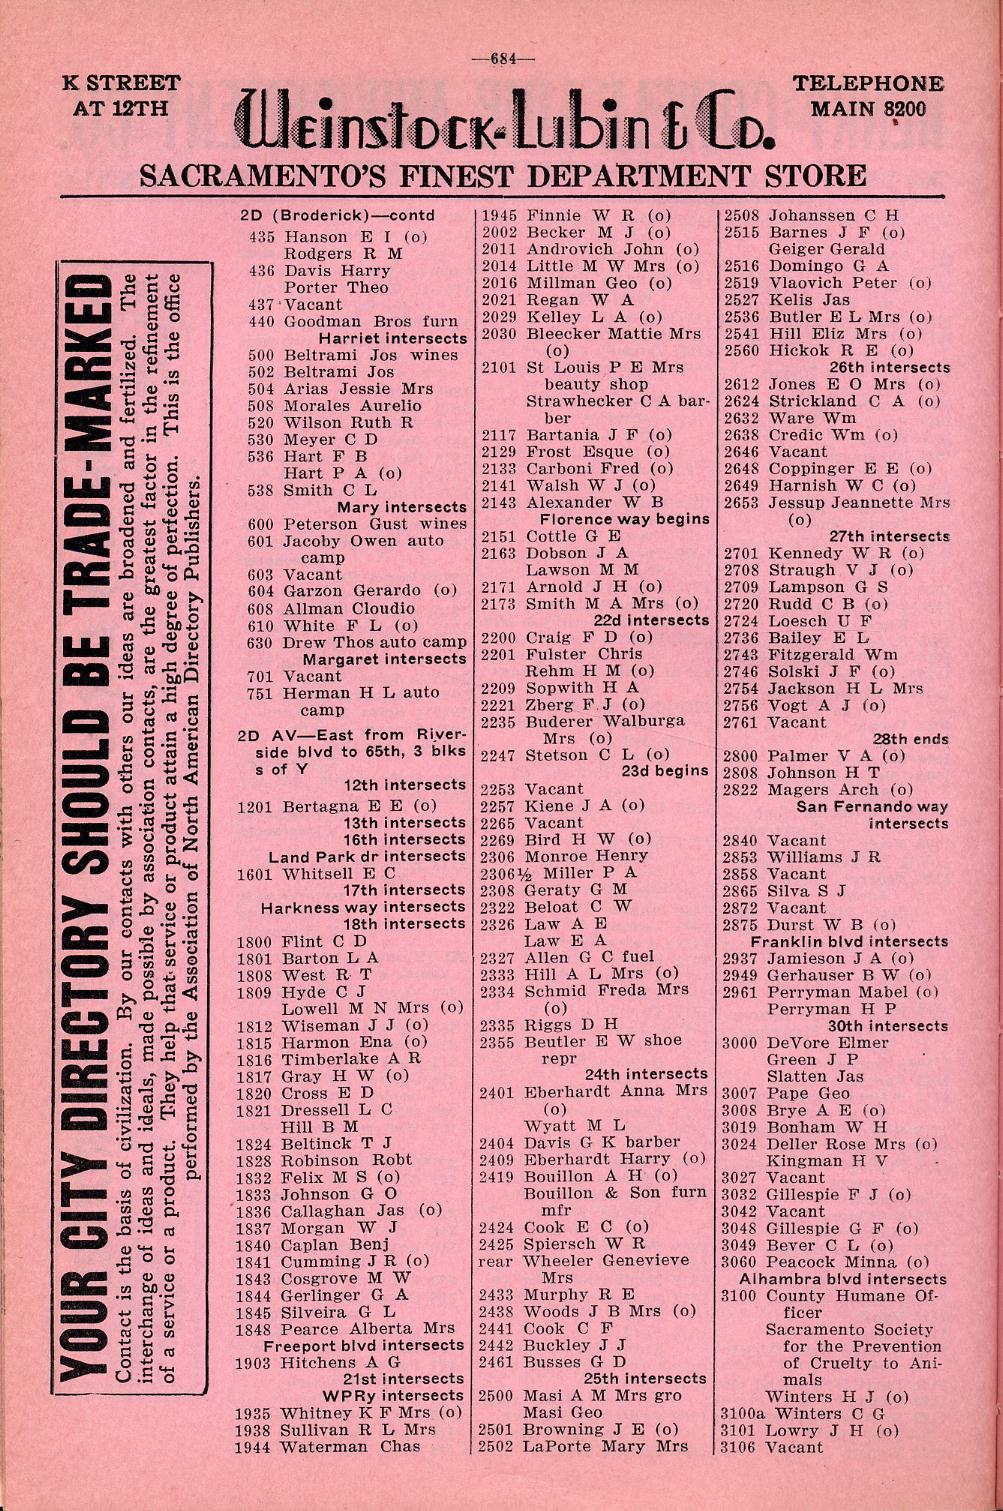 —684—
K STREET
AT 12TH
Weinstock-Lubin & Co.
TELEPHONE
MAIN 8200
SACRAMENTO'S FINEST DEPARTMENT STORE
YOUR CITY DIRECTORY SHOULD BE TRADE-MARKED
Contact is the basis of civilization. By our contacts with others our ideas are broadened and fertilized. The
interchange of ideas and ideals, made possible by association contacts, are the greatest factor in the refinement
of a service or a product. They help that service or product attain a high degree of perfection. This is the office
performed by the Association of North American Directory Publishers.
2D (Broderick)—contd
435 Hanson E I (o)
Rodgers R M
436 Davis Harry
Porter Theo
437 Vacant
440 Goodman Bros furn
Harriet intersects
500 Beltrami Jos wines
502 Beltrami Jos
504 Arias Jessie Mrs
508 Morales Aurelio
520 Wilson Ruth R
530 Meyer C D
536 Hart F B
Hart P A (o)
538 Smith C L
Mary intersects
600 Peterson Gust wines
601 Jacoby Owen auto
camp
603 Vacant
604 Garzon Gerardo (o)
608 Allman Cloudio
610 White F L (o)
630 Drew Thos auto camp
Margaret intersects
701 Vacant
751 Herman H L auto
camp
2D AV—East from River-
side blvd to 65th, 3 blks
s of Y
12th intersects
1201 Bertagna E E (o)
13th intersects
16th intersects
Land Park dr intersects
1601 Whitsell E C
17th intersects
Harkness way intersects
18th intersects
1800 Flint C D
1801 Barton L A
1808 West R T
1809 Hyde C J
Lowell M N Mrs (o)
1812 Wiseman J J (o)
1815 Harmon Ena (o)
1816 Timberlake A R
1817 Gray H W (o)
1820 Cross E D
1821 Dressell L C
Hill B M
1824 Beltinck T J
1828 Robinson Robt
1832 Felix M S (o)
1833 Johnson G O
1836 Callaghan Jas (o)
1837 Morgan W J
1840 Caplan Benj
1841 Cumming J R (o)
1843 Cosgrove M W
1844 Gerlinger G A
1845 Silveira G L
1848 Pearce Alberta Mrs
Freeport blvd intersects
1903 Hitchens A G
21st intersects
WPRy intersects
1935 Whitney K F Mrs (o)
1938 Sullivan R L Mrs
1944 Waterman Chas
1945 Finnie W R (o)
2002 Becker M J (o)
2011 Androvich John (o)
2014 Little M W Mrs (o)
2016 Millman Geo (o)
2021 Regan W A
2029 Kelley L A (o)
2030 Bleecker Mattie Mrs
(o)
2101 St Louis P E Mrs
beauty shop
Strawhecker C A bar-
ber
2117 Bartania J F (o)
2129 Frost Esque (o)
2133 Carboni Fred (o)
2141 Walsh W J (o)
2143 Alexander W B
Florence way begins
2151 Cottle G E
2163 Dobson J A
Lawson M M
2171 Arnold J H (o)
2173 Smith M A Mrs (o)
22d intersects
2200 Craig F D (o)
2201 Fulster Chris
Rehm H M (o)
2209 Sopwith H A
2221 Zberg F J (o)
2235 Buderer Walburga
Mrs (o)
2247 Stetson C L (o)
23d begins
2253 Vacant
2257 Kiene J A (o)
2265 Vacant
2269 Bird H W (o)
2306 Monroe Henry
2306½ Miller P A
2308 Geraty G M
2322 Beloat C W
2326 Law A E
Law E A
2327 Allen G C fuel
2333 Hill A L Mrs (o)
2334 Schmid Freda Mrs
(o)
2335 Riggs D H
2355 Beutler E W shoe
repr
24th intersects
2401 Eberhardt Anna Mrs
(o)
Wyatt M L
2404 Davis G K barber
2409 Eberhardt Harry (o)
2419 Bouillon A H (o)
Bouillon & Son furn
mfr
2424 Cook E C (o)
2425 Spiersch W R
rear Wheeler Genevieve
Mrs
2433 Murphy R E
2438 Woods J B Mrs (o)
2441 Cook C F
2442 Buckley J J
2461 Busses G D
25th intersects
2500 Masi A M Mrs gro
Masi Geo
2501 Browning J E (o)
2502 LaPorte Mary Mrs
2508 Johanssen C H
2515 Barnes J F (o)
Geiger Gerald
2516 Domingo G A
2519 Vlaovich Peter (o)
2527 Kelis Jas
2536 Butler E L Mrs (o)
2541 Hill Eliz Mrs (o)
2560 Hickok R E (o)
26th intersects
2612 Jones E O Mrs (o)
2624 Strickland C A (o)
2632 Ware Wm
2638 Credic Wm (o)
2646 Vacant
2648 Coppinger E E (o)
2649 Harnish W C (o)
2653 Jessup Jeannette Mrs
(o)
27th intersects
2701 Kennedy W R (o)
2708 Straugh V J (o)
2709 Lampson G S
2720 Rudd C B (o)
2724 Loesch U F
2736 Bailey E L
2743 Fitzgerald Wm
2746 Solski J F (o)
2754 Jackson H L Mrs
2756 Vogt A J (o)
2761 Vacant
28th ends
2800 Palmer V A (o)
2808 Johnson H T
2822 Magers Arch (o)
San Fernando way
intersects
2840 Vacant
2853 Williams J R
2858 Vacant
2865 Silva S J
2872 Vacant
2875 Durst W B (o)
Franklin blvd intersects
2937 Jamieson J A (o)
2949 Gerhauser B W (o)
2961 Perryman Mabel (o)
Perryman H P
30th intersects
3000 DeVore Elmer
Green J P
Slatten Jas
3007 Pape Geo
3008 Brye A E (o)
3019 Bonham W H
3024 Deller Rose Mrs (o)
Kingman H V
3027 Vacant
3032 Gillespie F J (o)
3042 Vacant
3048 Gillespie G F (o)
3049 Bever C L (o)
3060 Peacock Minna (o)
Alhambra blvd intersects
3100 County Humane Of-
ficer
Sacramento Society
for the Prevention
of Cruelty to Ani-
mals
Winters H J (o)
3100a Winters C G
3101 Lowry J H (o)
3106 Vacant